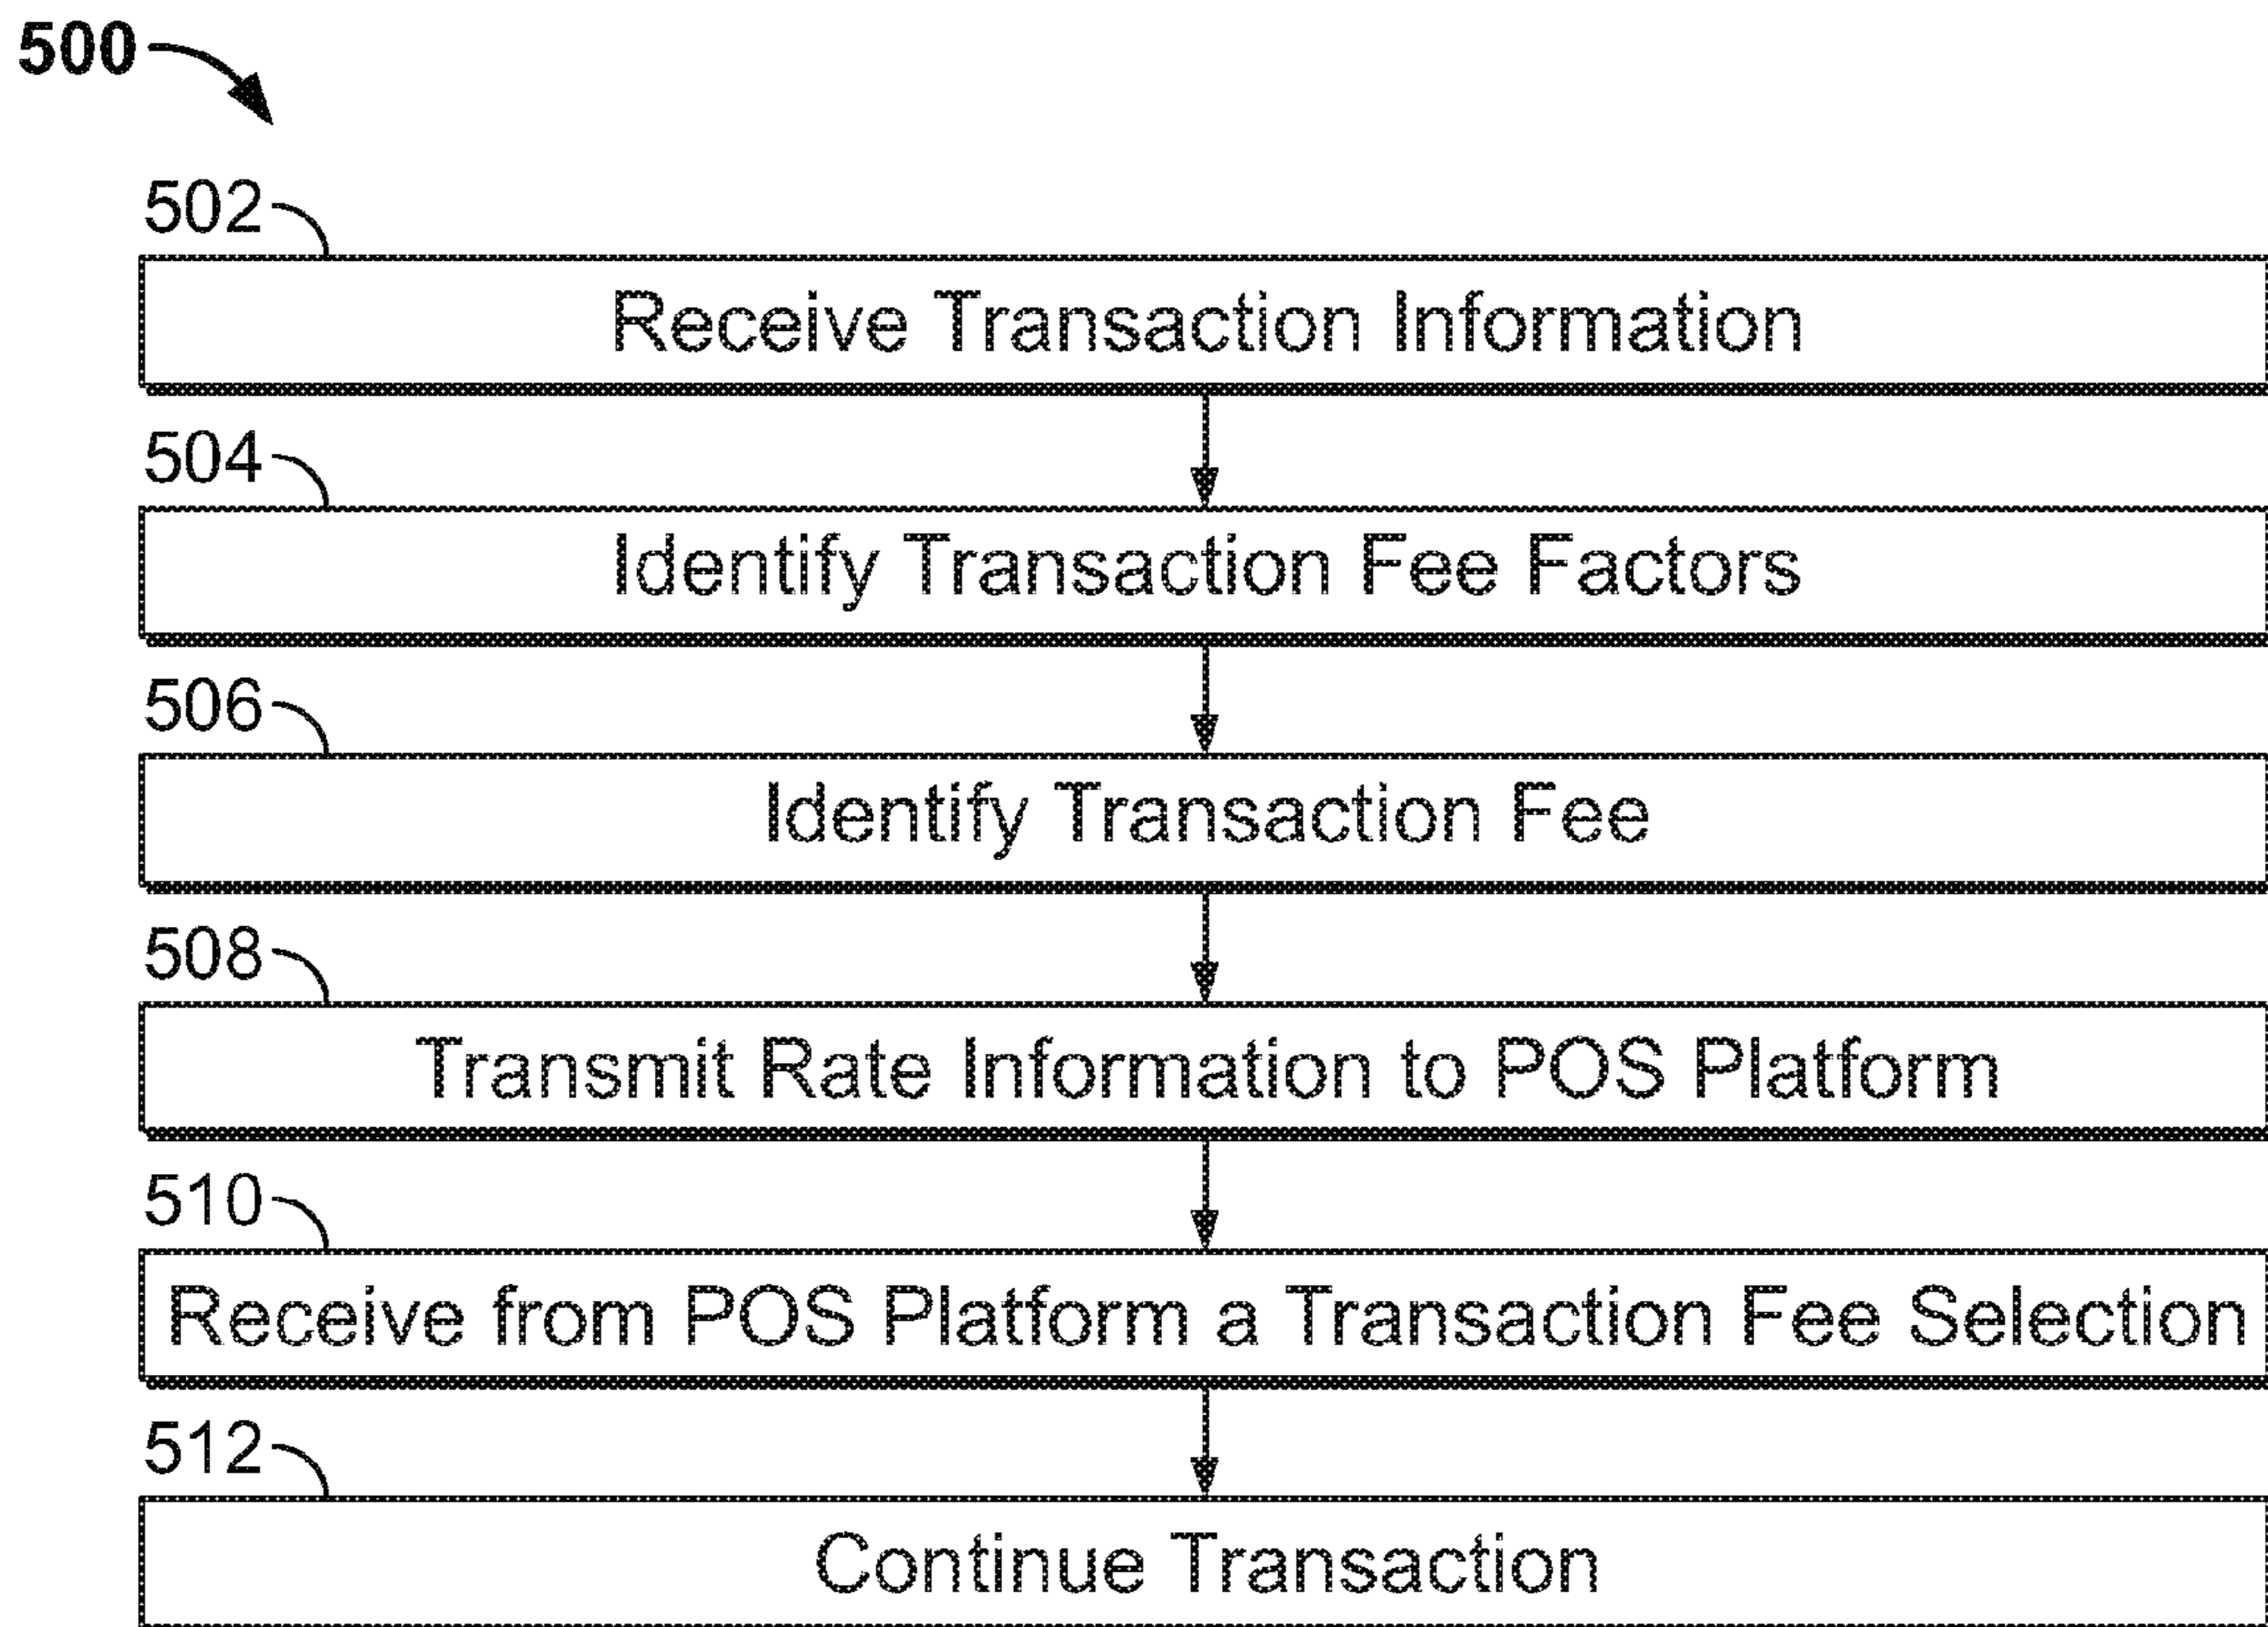 500
502
Receive Transaction Information
504
Identify Transaction Fee Factors
506
Identify Transaction Fee
508
Transmit Rate Information to POS Platform
510
Receive from POS Platform a Transaction Fee Selection
512
Continue Transaction